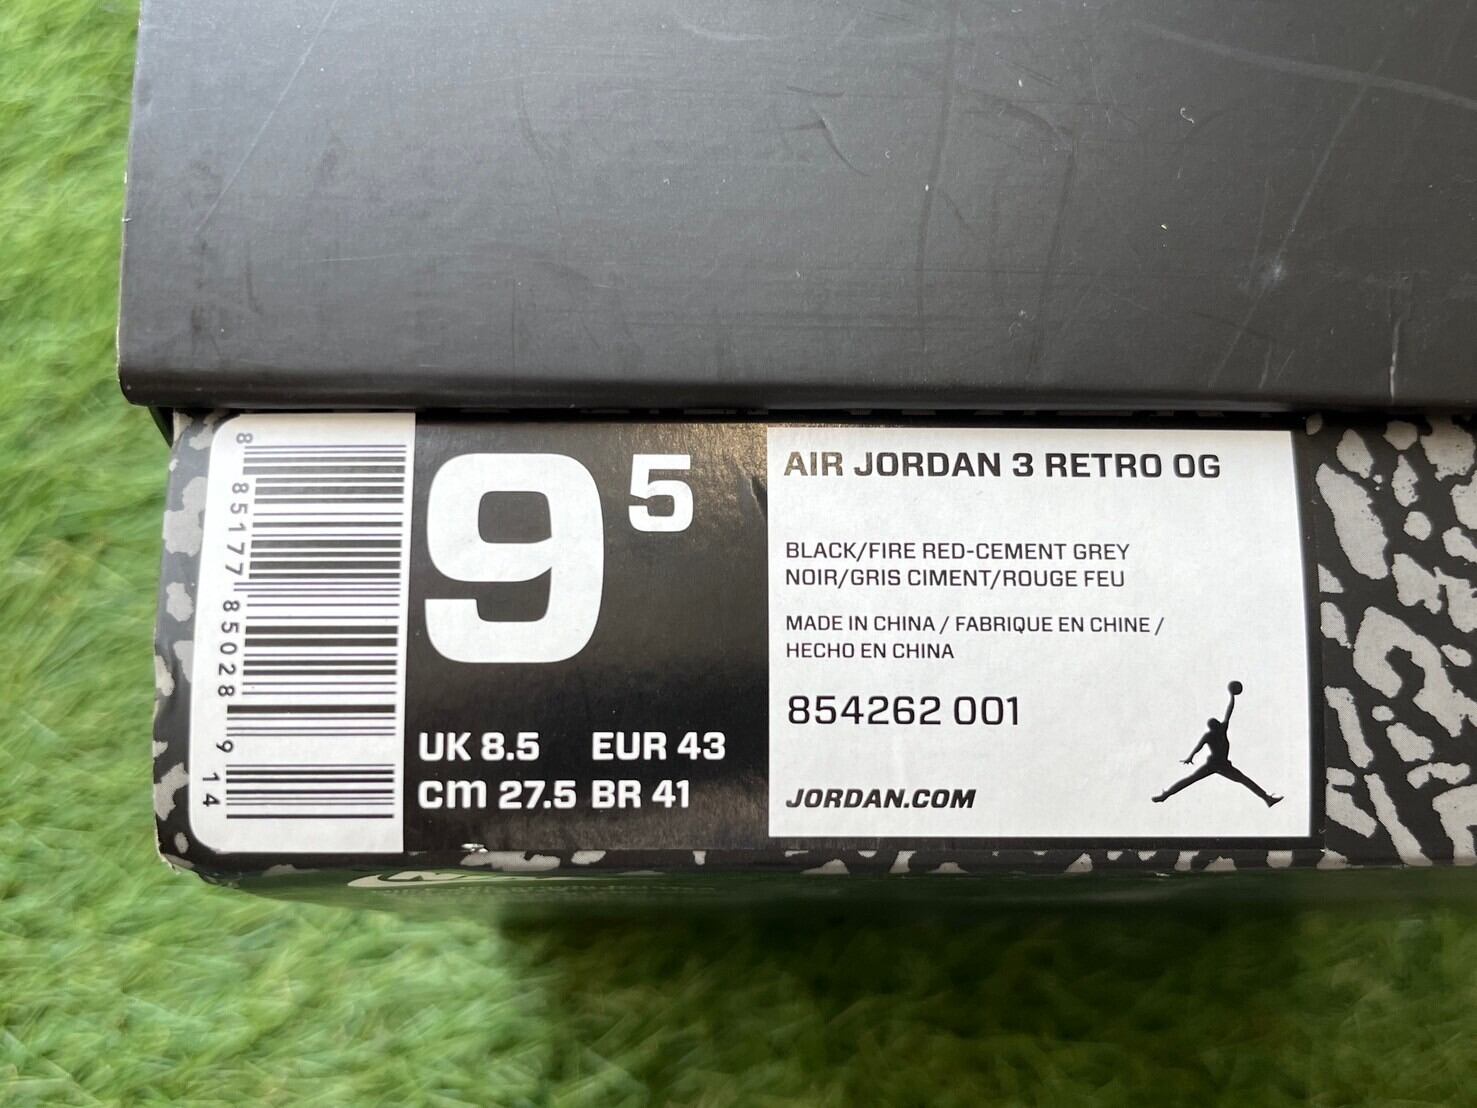 8 85177 85028 9 14
9 5
UK 8.5 EUR 43
CM 27.5 BR 41
AIR JORDAN 3 RETRO OG
BLACK/FIRE RED-CEMENT GREY
NOIR/GRIS CIMENT/ROUGE FEU
MADE IN CHINA / FABRIQUE EN CHINE /
HECHO EN CHINA
854262 001
JORDAN.COM